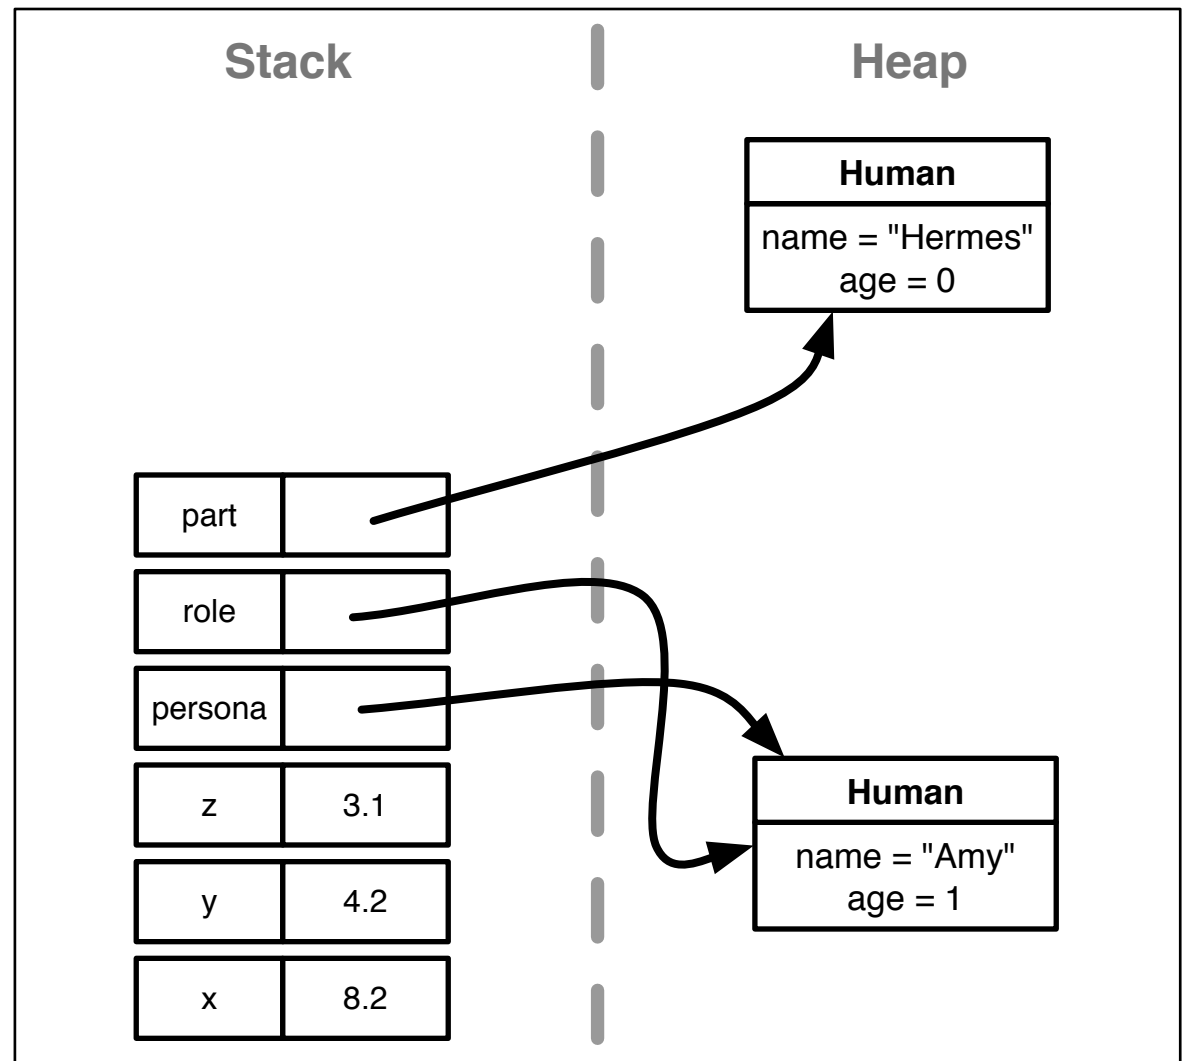 Stack
Heap
Human
name = "Hermes"
age = 0
part
role
persona
z 3.1
y 4.2
x 8.2
Human
name = "Amy"
age = 1